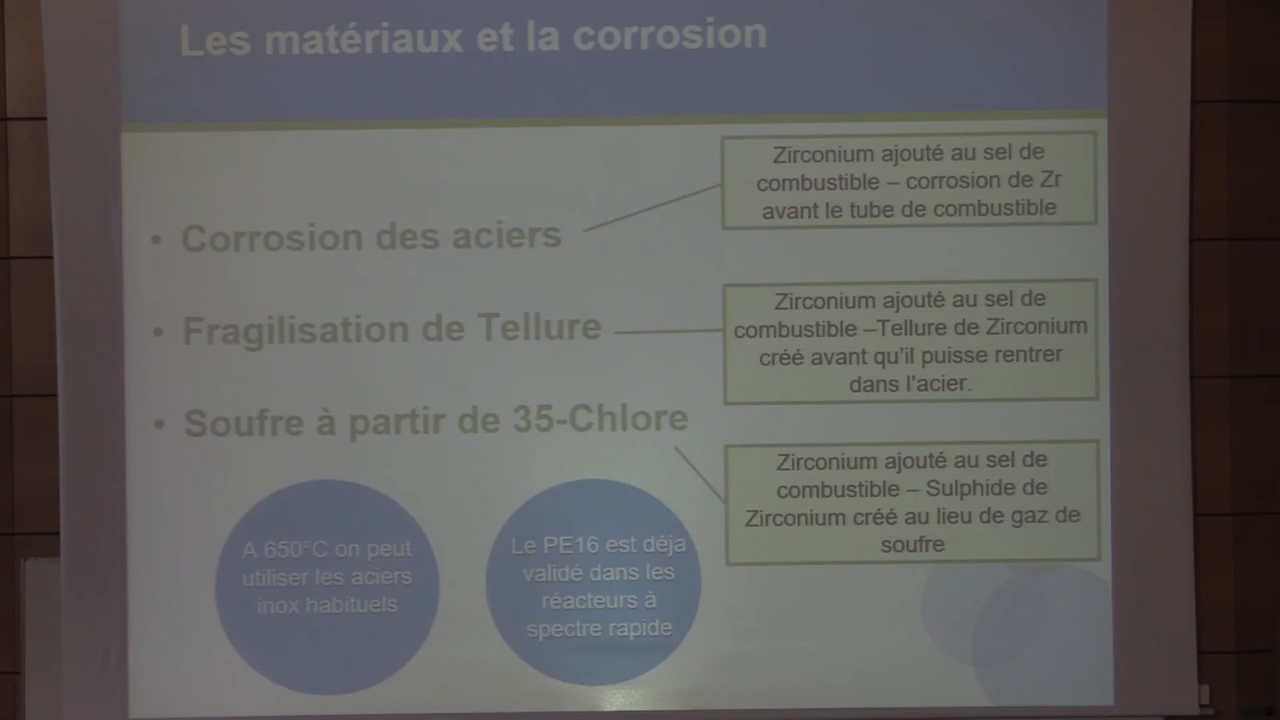 Les matériaux et la corrosion
• Corrosion des aciers
Zirconium ajouté au sel de
combustible – corrosion de Zr
avant le tube de combustible
• Fragilisation de Tellure
Zirconium ajouté au sel de
combustible –Tellure de Zirconium
créé avant qu'il puisse rentrer
dans l'acier.
• Soufre à partir de 35-Chlore
Zirconium ajouté au sel de
combustible – Sulphide de
Zirconium créé au lieu de gaz de
soufre
A 650°C on peut
utiliser les aciers
inox habituels
Le PE16 est déja
validé dans les
réacteurs à
spectre rapide